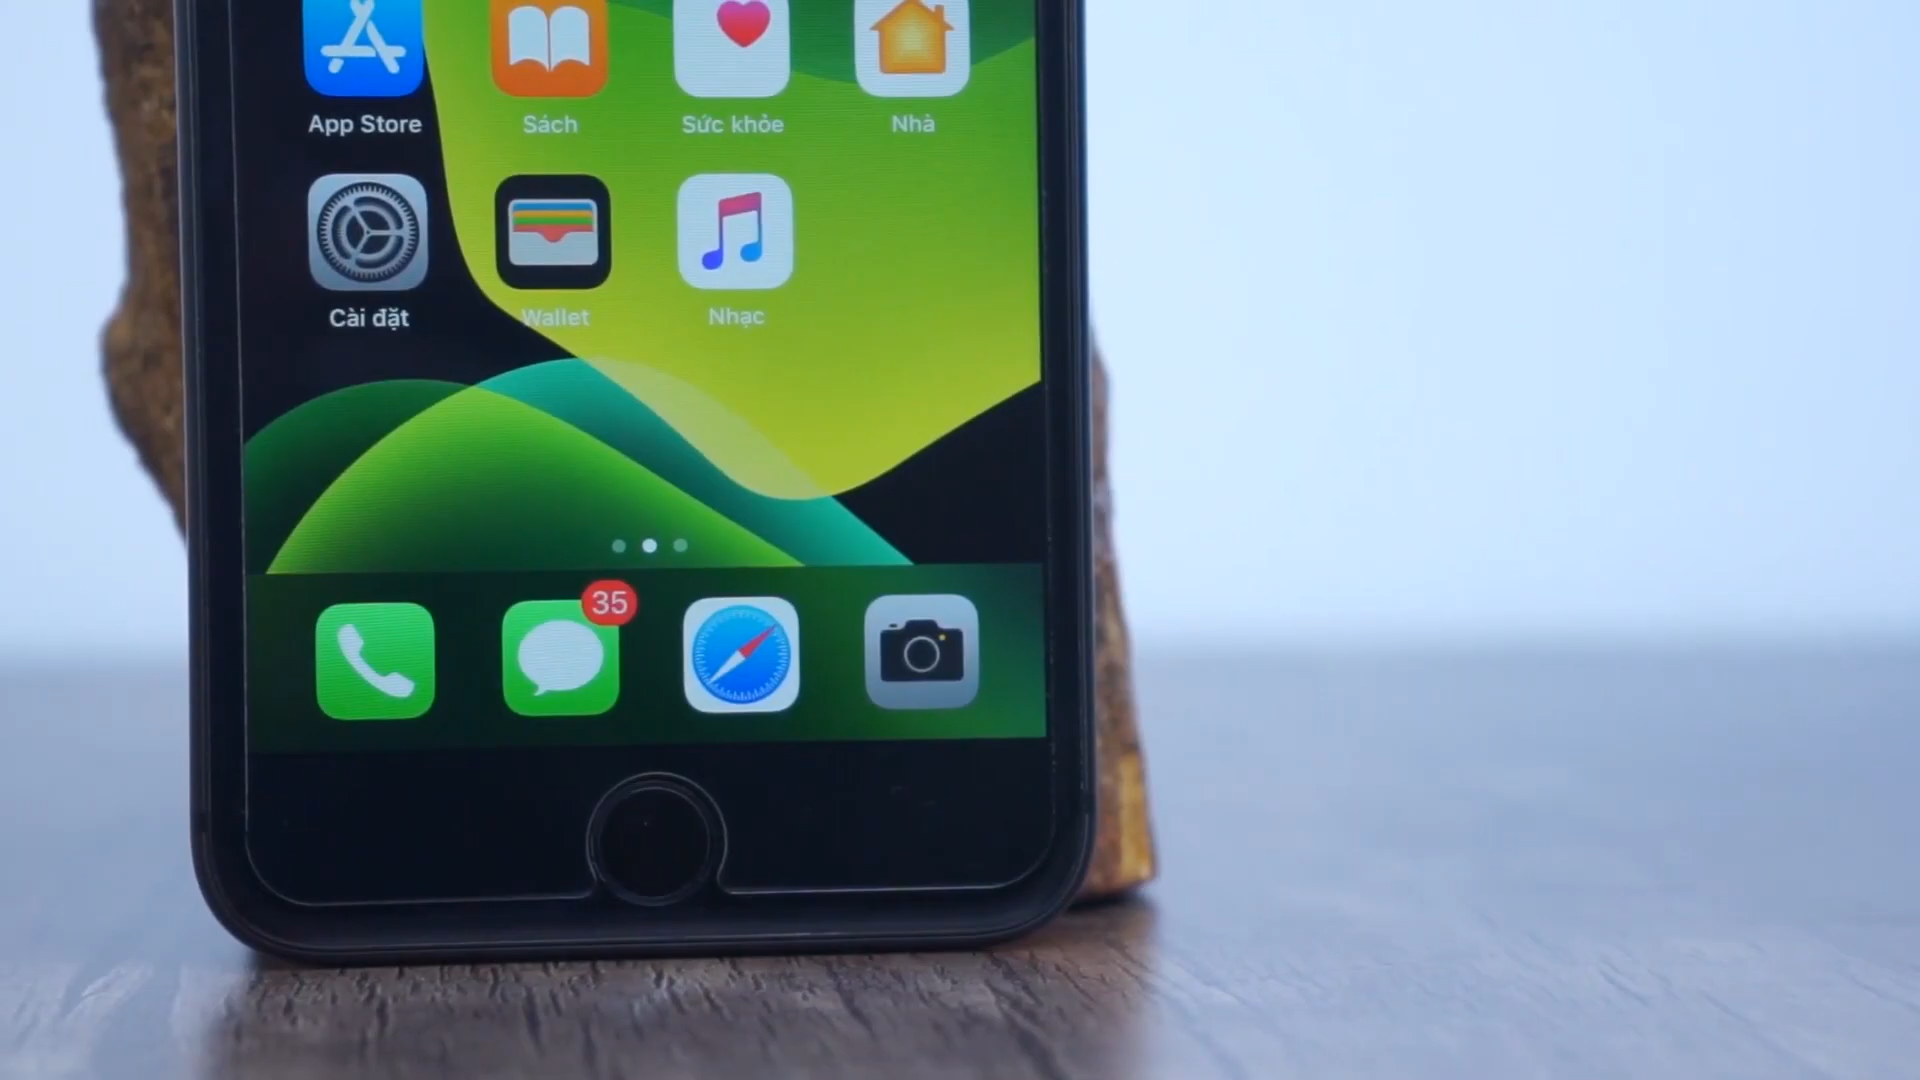 App Store
Sách
Sức khỏe
Nhà
Cài đặt
Wallet
Nhạc
35